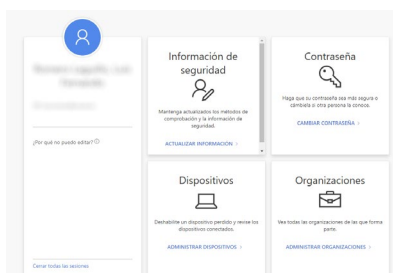 ¿Por qué no puedo editar?
Cerrar todas las sesiones
Información de
seguridad
Mantenga actualizados los métodos de
comprobación y la información de
seguridad.
ACTUALIZAR INFORMACIÓN >
Contraseña
Haga que su contraseña sea más segura o
cámbiela si otra persona la conoce.
CAMBIAR CONTRASEÑA >
Dispositivos
Deshabilite un dispositivo perdido y revise los
dispositivos conectados.
ADMINISTRAR DISPOSITIVOS >
Organizaciones
Vea todas las organizaciones de las que forma
parte.
ADMINISTRAR ORGANIZACIONES >